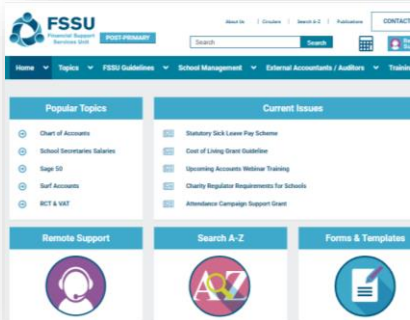 About Us | Circulars | Search A-Z | Publications
CONTACT
FSSU
Financial Support
Services Unit
POST-PRIMARY
Search
Search
Home
Topics
FSSU Guidelines
School Management
External Accountants / Auditors
Training
Popular Topics
Chart of Accounts
School Secretaries Salaries
Sage 50
Surf Accounts
RCT & VAT
Current Issues
Statutory Sick Leave Pay Scheme
Cost of Living Grant Guideline
Upcoming Accounts Webinar Training
Charity Regulator Requirements for Schools
Attendance Campaign Support Grant
Remote Support
Search A-Z
A-Z
Forms & Templates